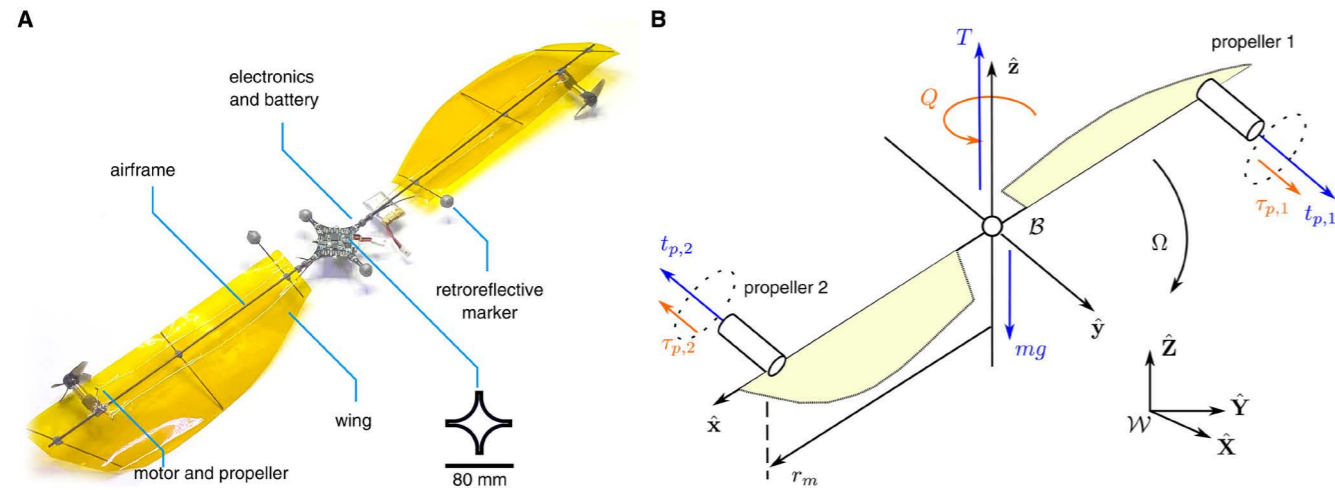 A
electronics
and battery
airframe
retroreflective
marker
wing
motor and propeller
80 mm
B
T
ẑ
Q
propeller 1
τp,1
tp,1
ℬ
Ω
tp,2
propeller 2
τp,2
mg
ŷ
x̂
rm
Ẑ
Ŷ
𝒲
X̂